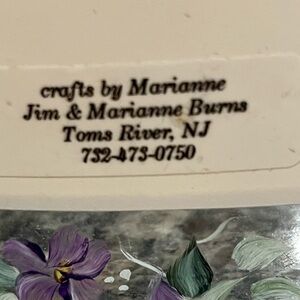 crafts by Marianne
Jim & Marianne Burns
Toms River, NJ
732-473-0750